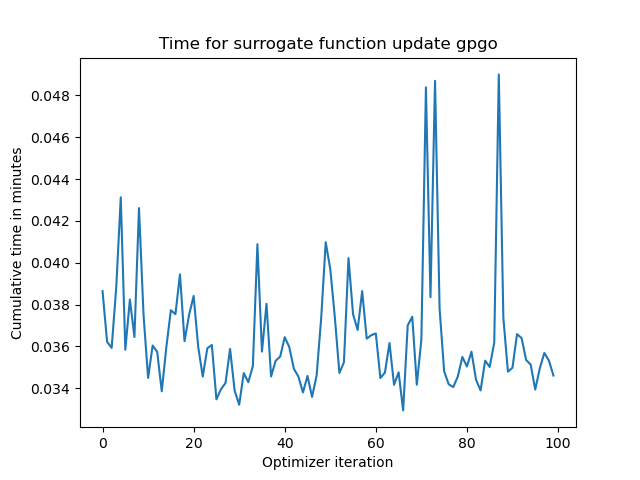 Time for surrogate function update gpgo
Cumulative time in minutes
0.048
0.046
0.044
0.042
0.040
0.038
0.036
0.034
0 20 40 60 80 100
Optimizer iteration